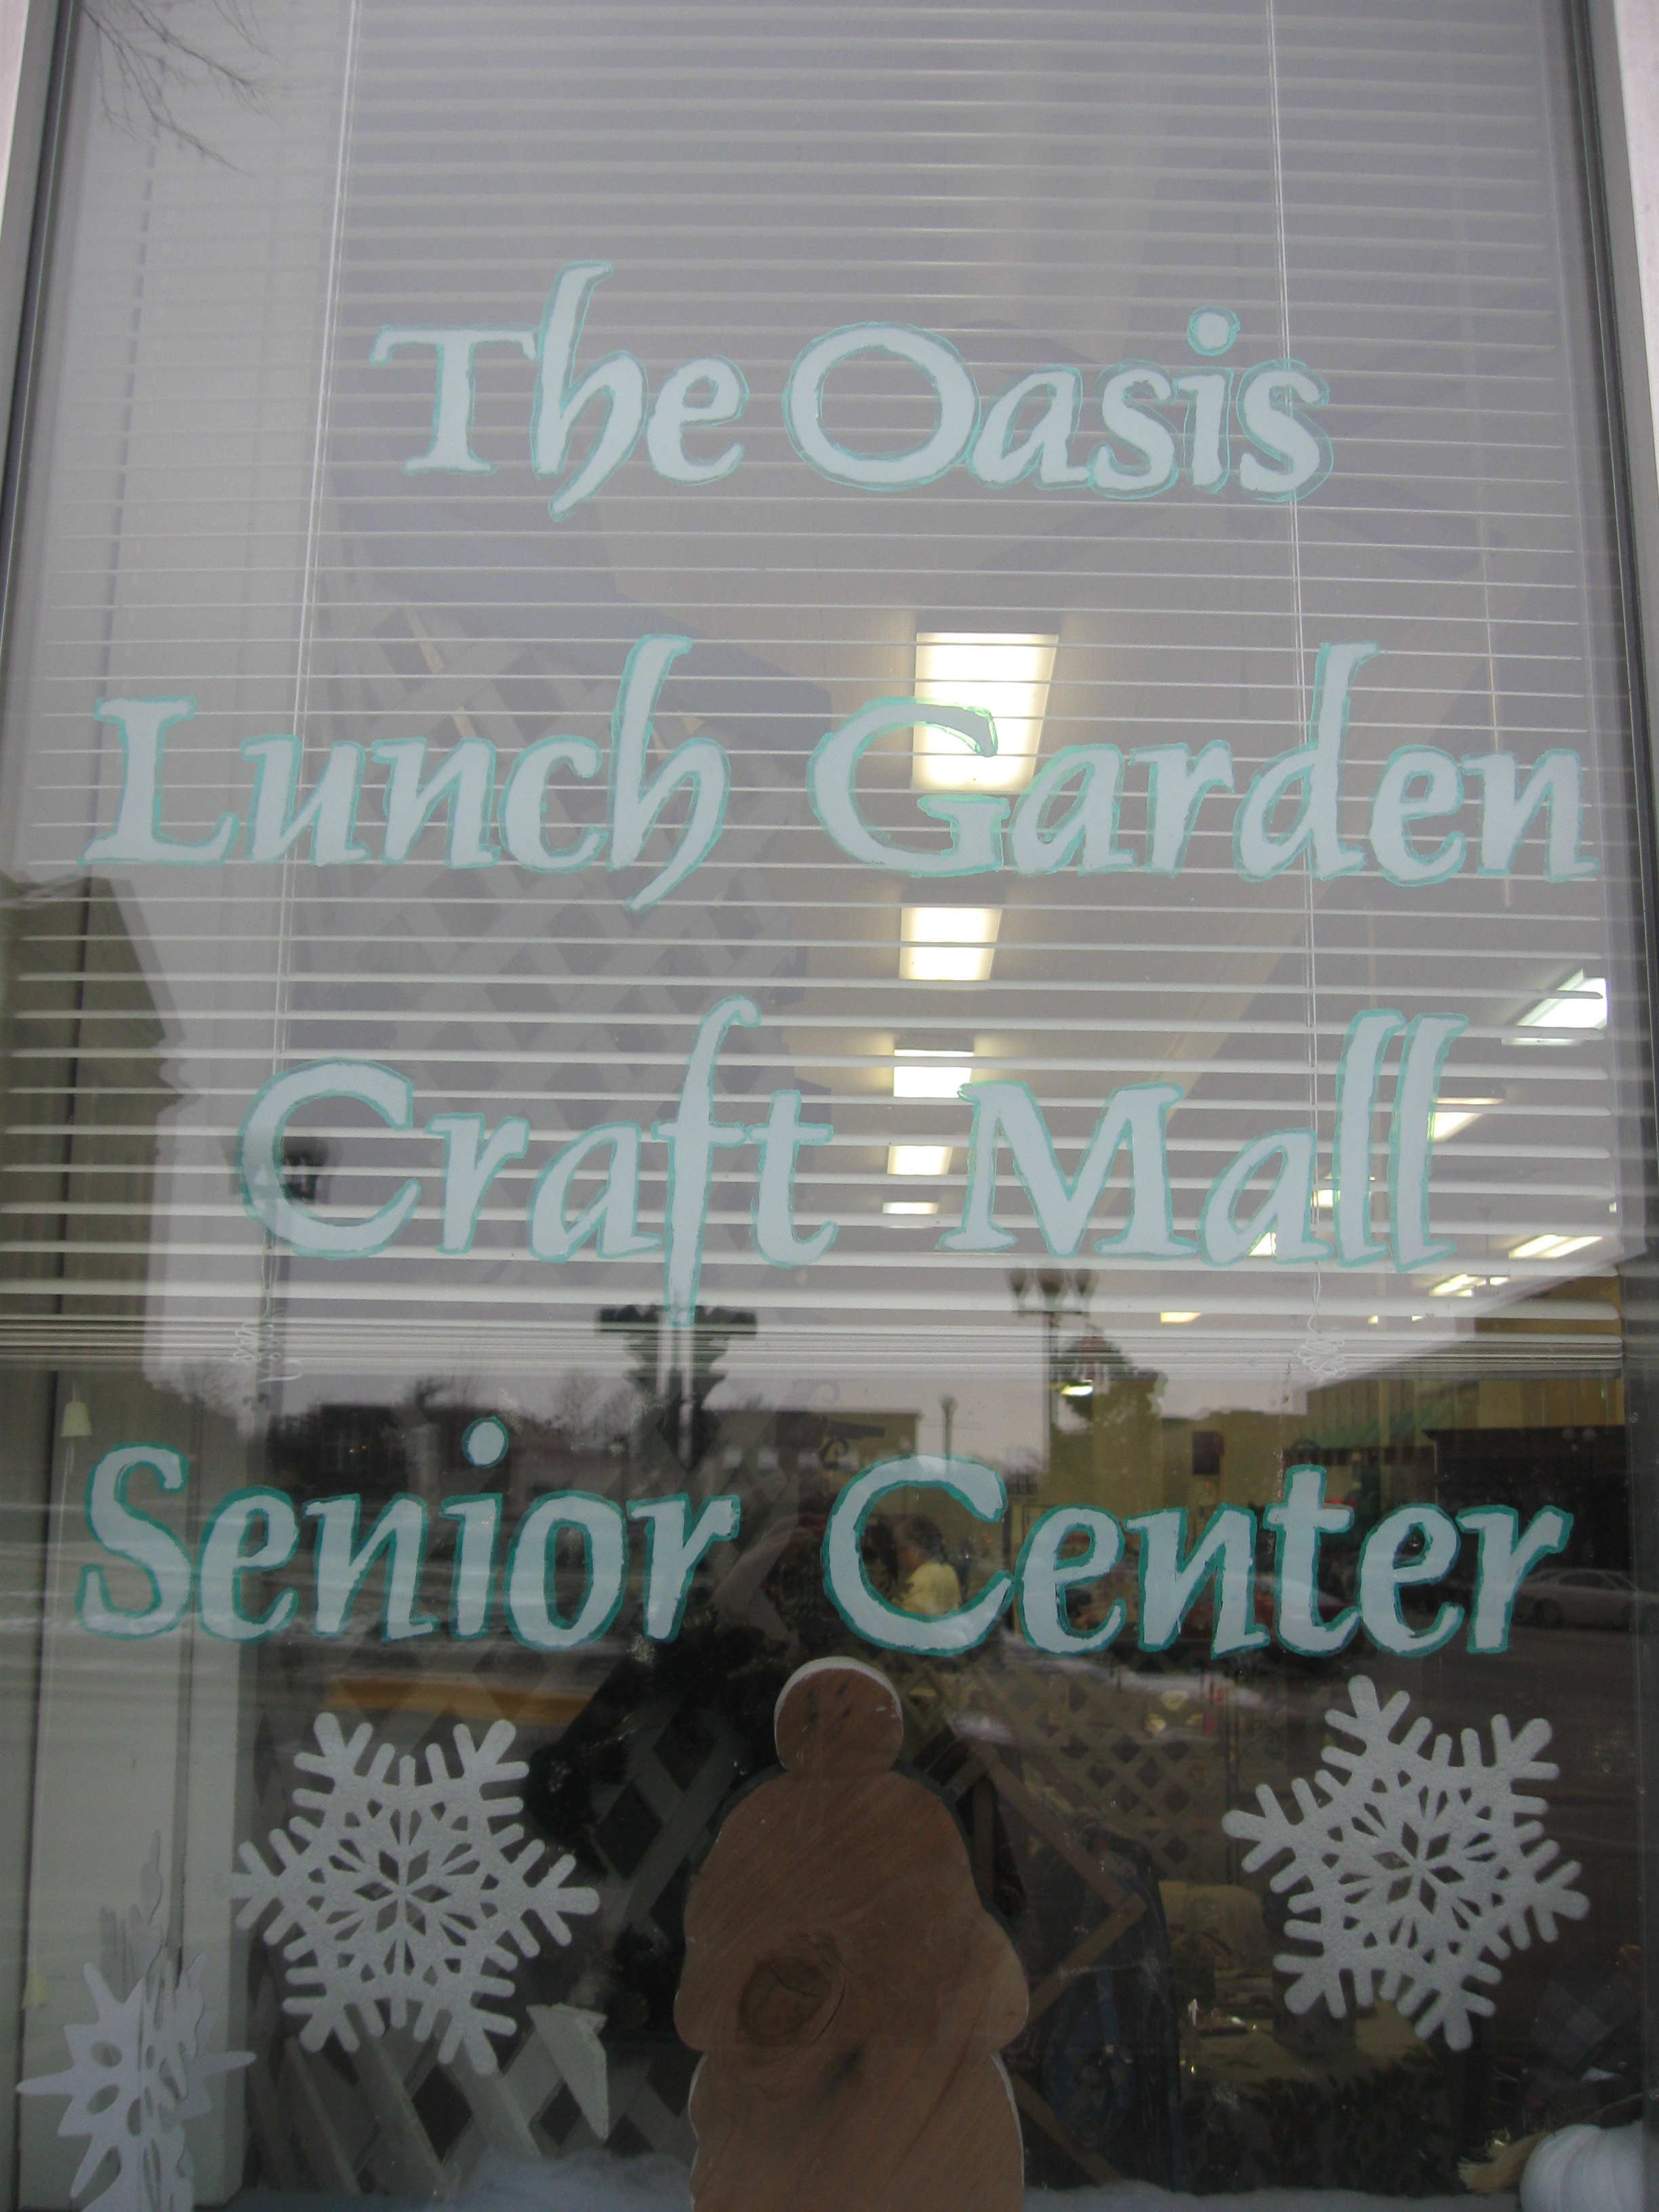 The Oasis
Lunch Garden
Craft Mall
Senior Center